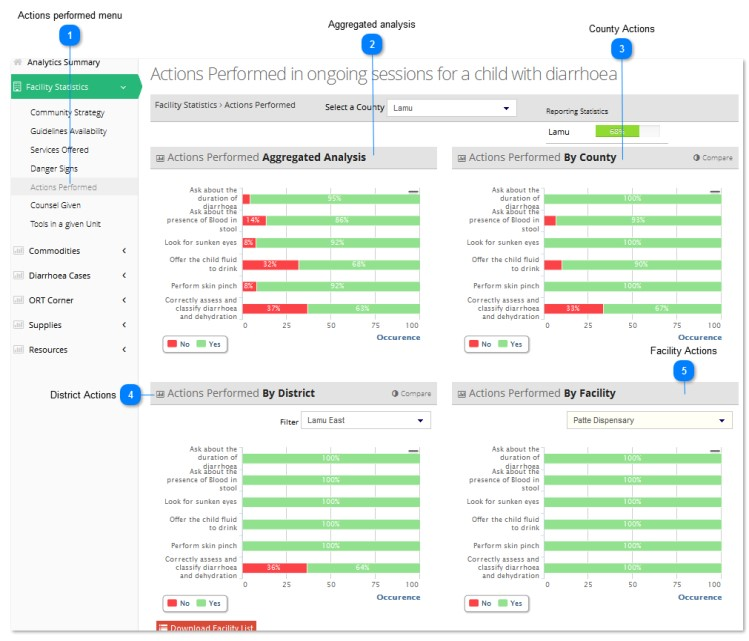 Actions performed menu
1
Aggregated analysis
2
County Actions
3
Analytics Summary
Facility Statistics
Community Strategy
Guidelines Availability
Services Offered
Danger Signs
Actions Performed
Counsel Given
Tools in a given Unit
Commodities
Diarrhoea Cases
ORT Corner
Supplies
Resources
Actions Performed in ongoing sessions for a child with diarrhoea
Facility Statistics > Actions Performed
Select a County
Lamu
Reporting Statistics
Lamu
68%
Actions Performed Aggregated Analysis
Ask about the
duration of
diarrhoea
95%
Ask about the
presence of Blood in
stool
14% 86%
Look for sunken eyes 8% 92%
Offer the child fluid
to drink
32% 68%
Perform skin pinch 8% 92%
Correctly assess and
classify diarrhoea
and dehydration
37% 63%
0 25 50 75 100
Occurence
No Yes
Actions Performed By County
Compare
Ask about the
duration of
diarrhoea
100%
Ask about the
presence of Blood in
stool
93%
Look for sunken eyes 100%
Offer the child fluid
to drink
90%
Perform skin pinch 100%
Correctly assess and
classify diarrhoea
and dehydration
33% 67%
0 25 50 75 100
Occurence
No Yes
District Actions
4
Actions Performed By District
Compare
Filter Lamu East
Ask about the
duration of
diarrhoea
100%
Ask about the
presence of Blood in
stool
100%
Look for sunken eyes 100%
Offer the child fluid
to drink
100%
Perform skin pinch 100%
Correctly assess and
classify diarrhoea
and dehydration
36% 64%
0 25 50 75 100
Occurence
No Yes
Download Facility List
Facility Actions
5
Actions Performed By Facility
Patte Dispensary
Ask about the
duration of
diarrhoea
100%
Ask about the
presence of Blood in
stool
100%
Look for sunken eyes 100%
Offer the child fluid
to drink
100%
Perform skin pinch 100%
Correctly assess and
classify diarrhoea
and dehydration
100%
0 25 50 75 100
Occurence
No Yes